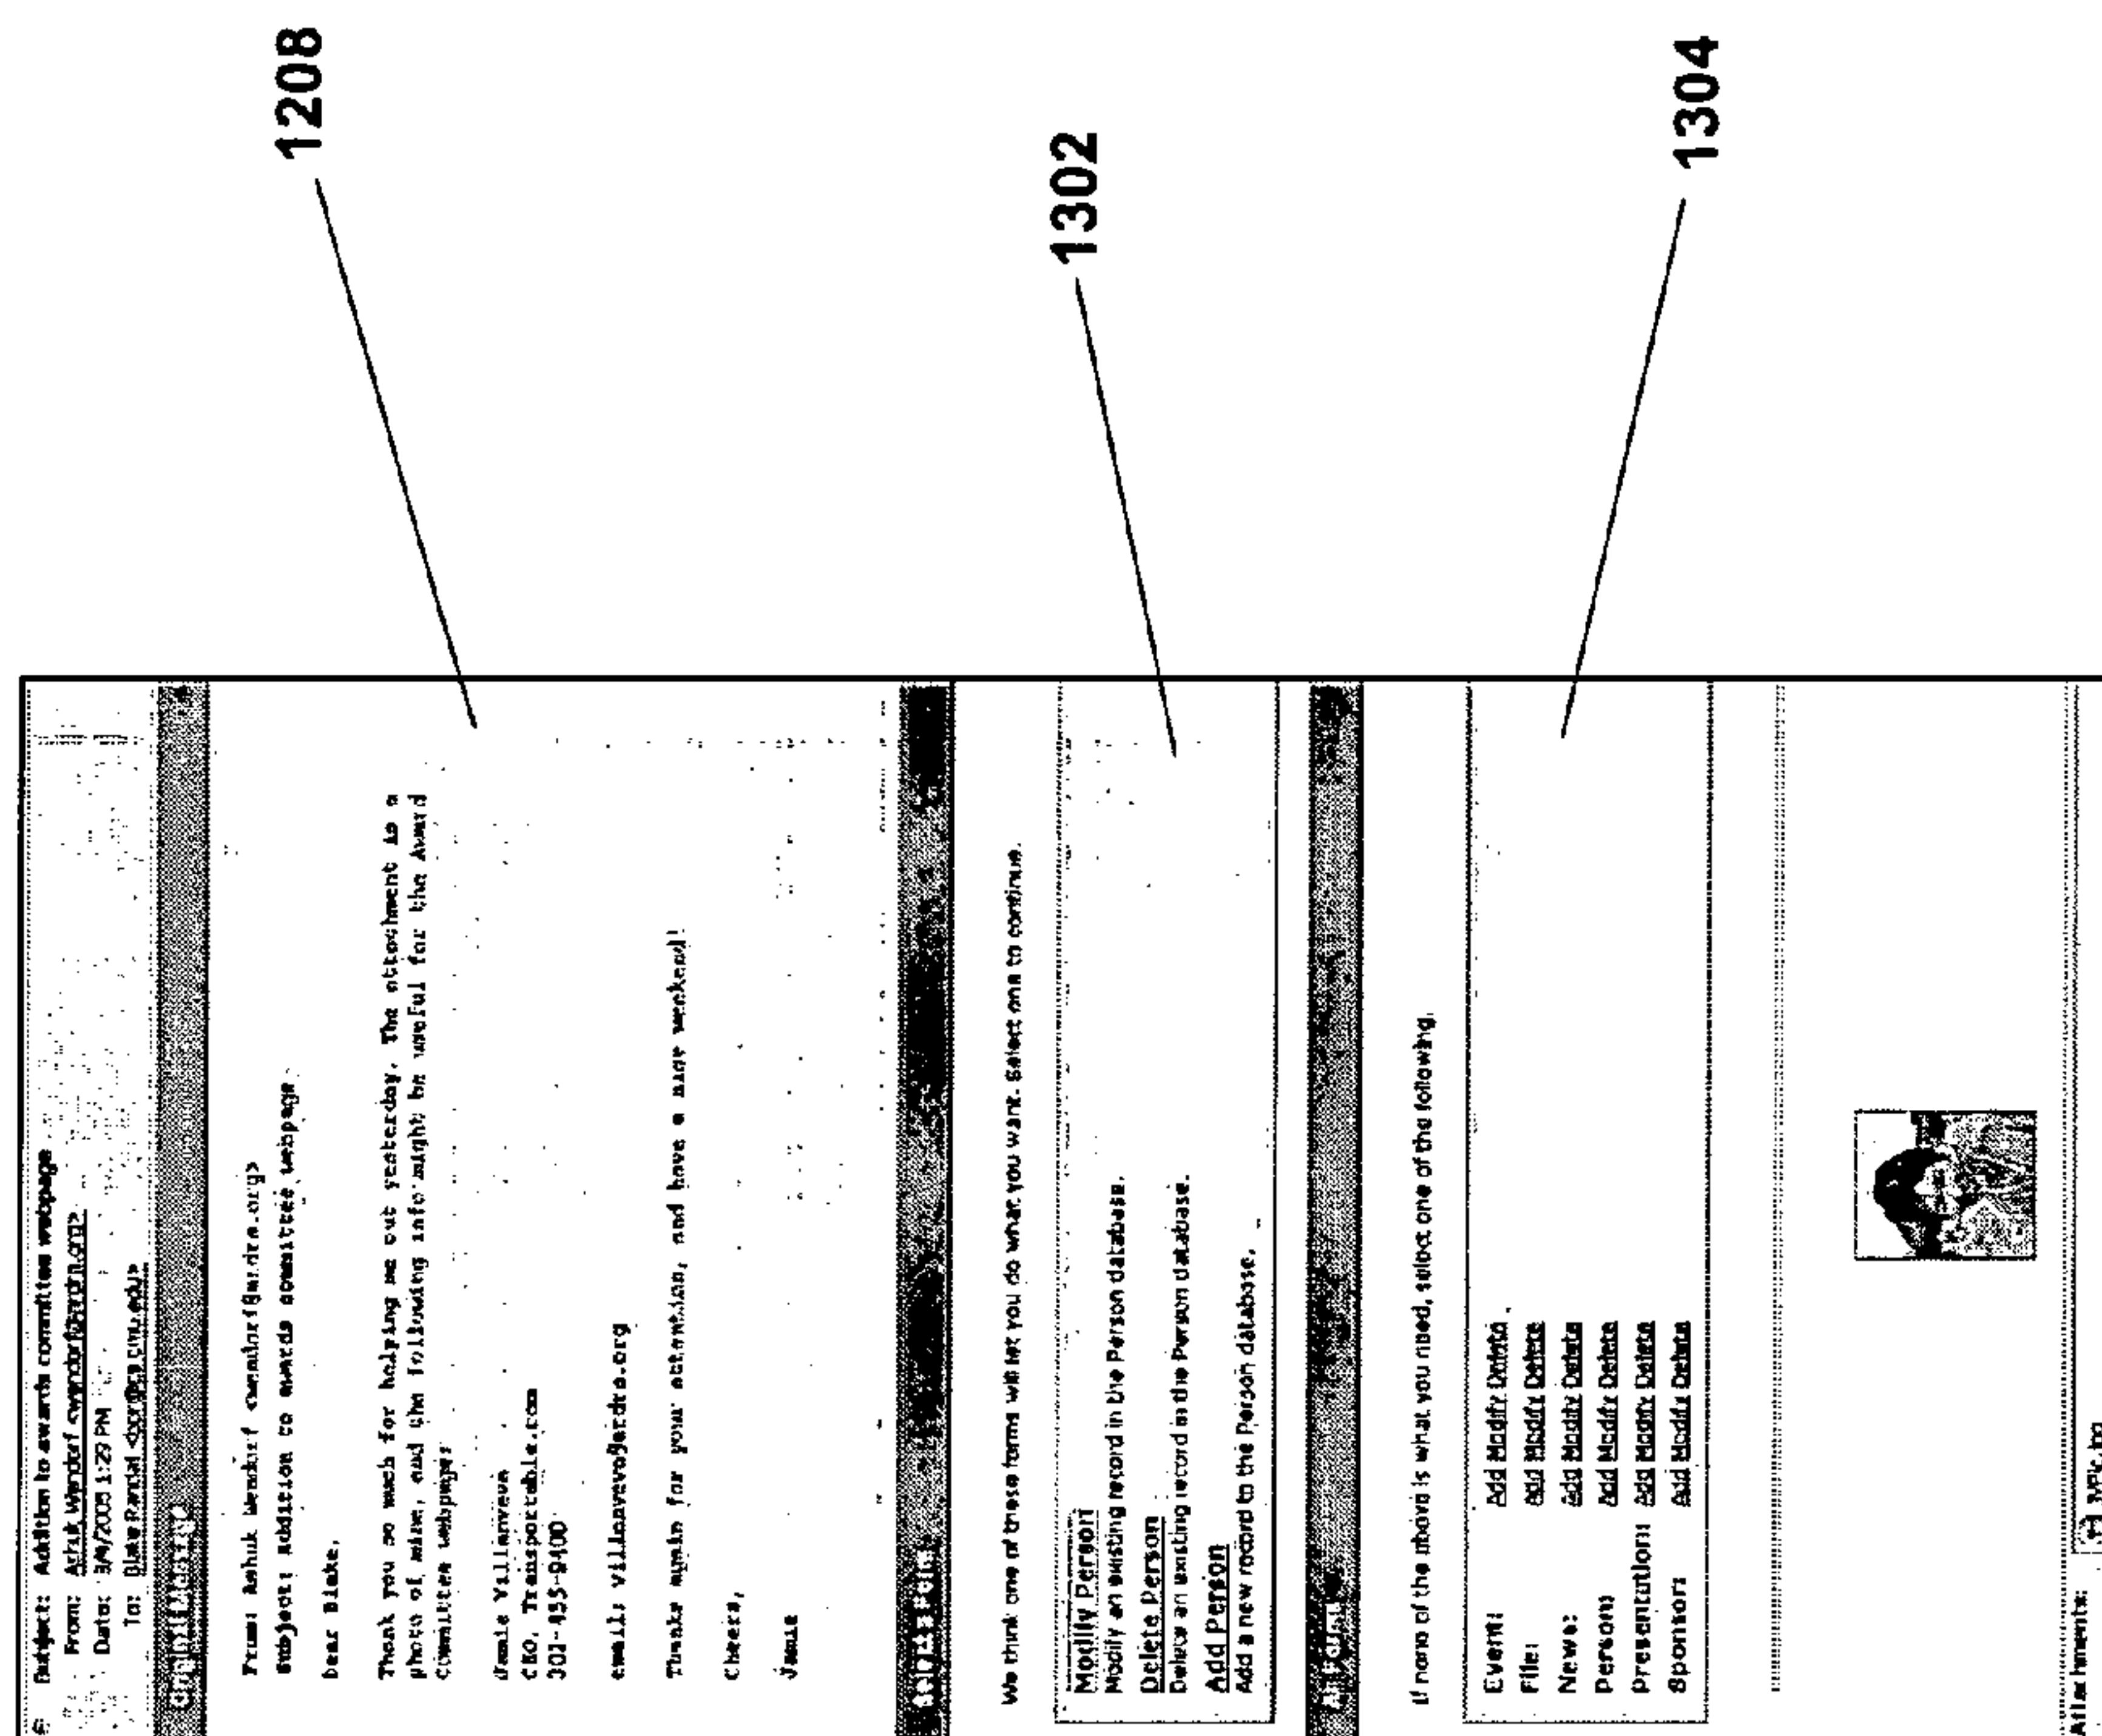 1208
1302
1304
Subject: Addition to awards committee webpage
From: Ashuk Wendorf
Date: 3/4/2005 1:29 PM
To: Blake Randal
From: Ashuk Wendorf
Subject: Addition to awards committee webpage
Dear Blake,
Thank you so much for helping me out yesterday. The attachment is a
photo of mine, and the following info might be useful for the Award
committee webpage:
Jamie Villanveva
CEO, Transportable.com
email:
Thanks again for your attention, and have a nice weekend!
Cheers,
Jamie
We think one of these forms will let you do what you want. Select one to continue.
Modify Person
Modify an existing record in the Person database.
Delete Person
Delete an existing record in the Person database.
Add Person
Add a new record to the Person database.
All Forms
If none of the above is what you need, select one of the following.
Event: Add Modify Delete
File: Add Modify Delete
News: Add Modify Delete
Person: Add Modify Delete
Presentation: Add Modify Delete
Sponsor: Add Modify Delete
Attachments: